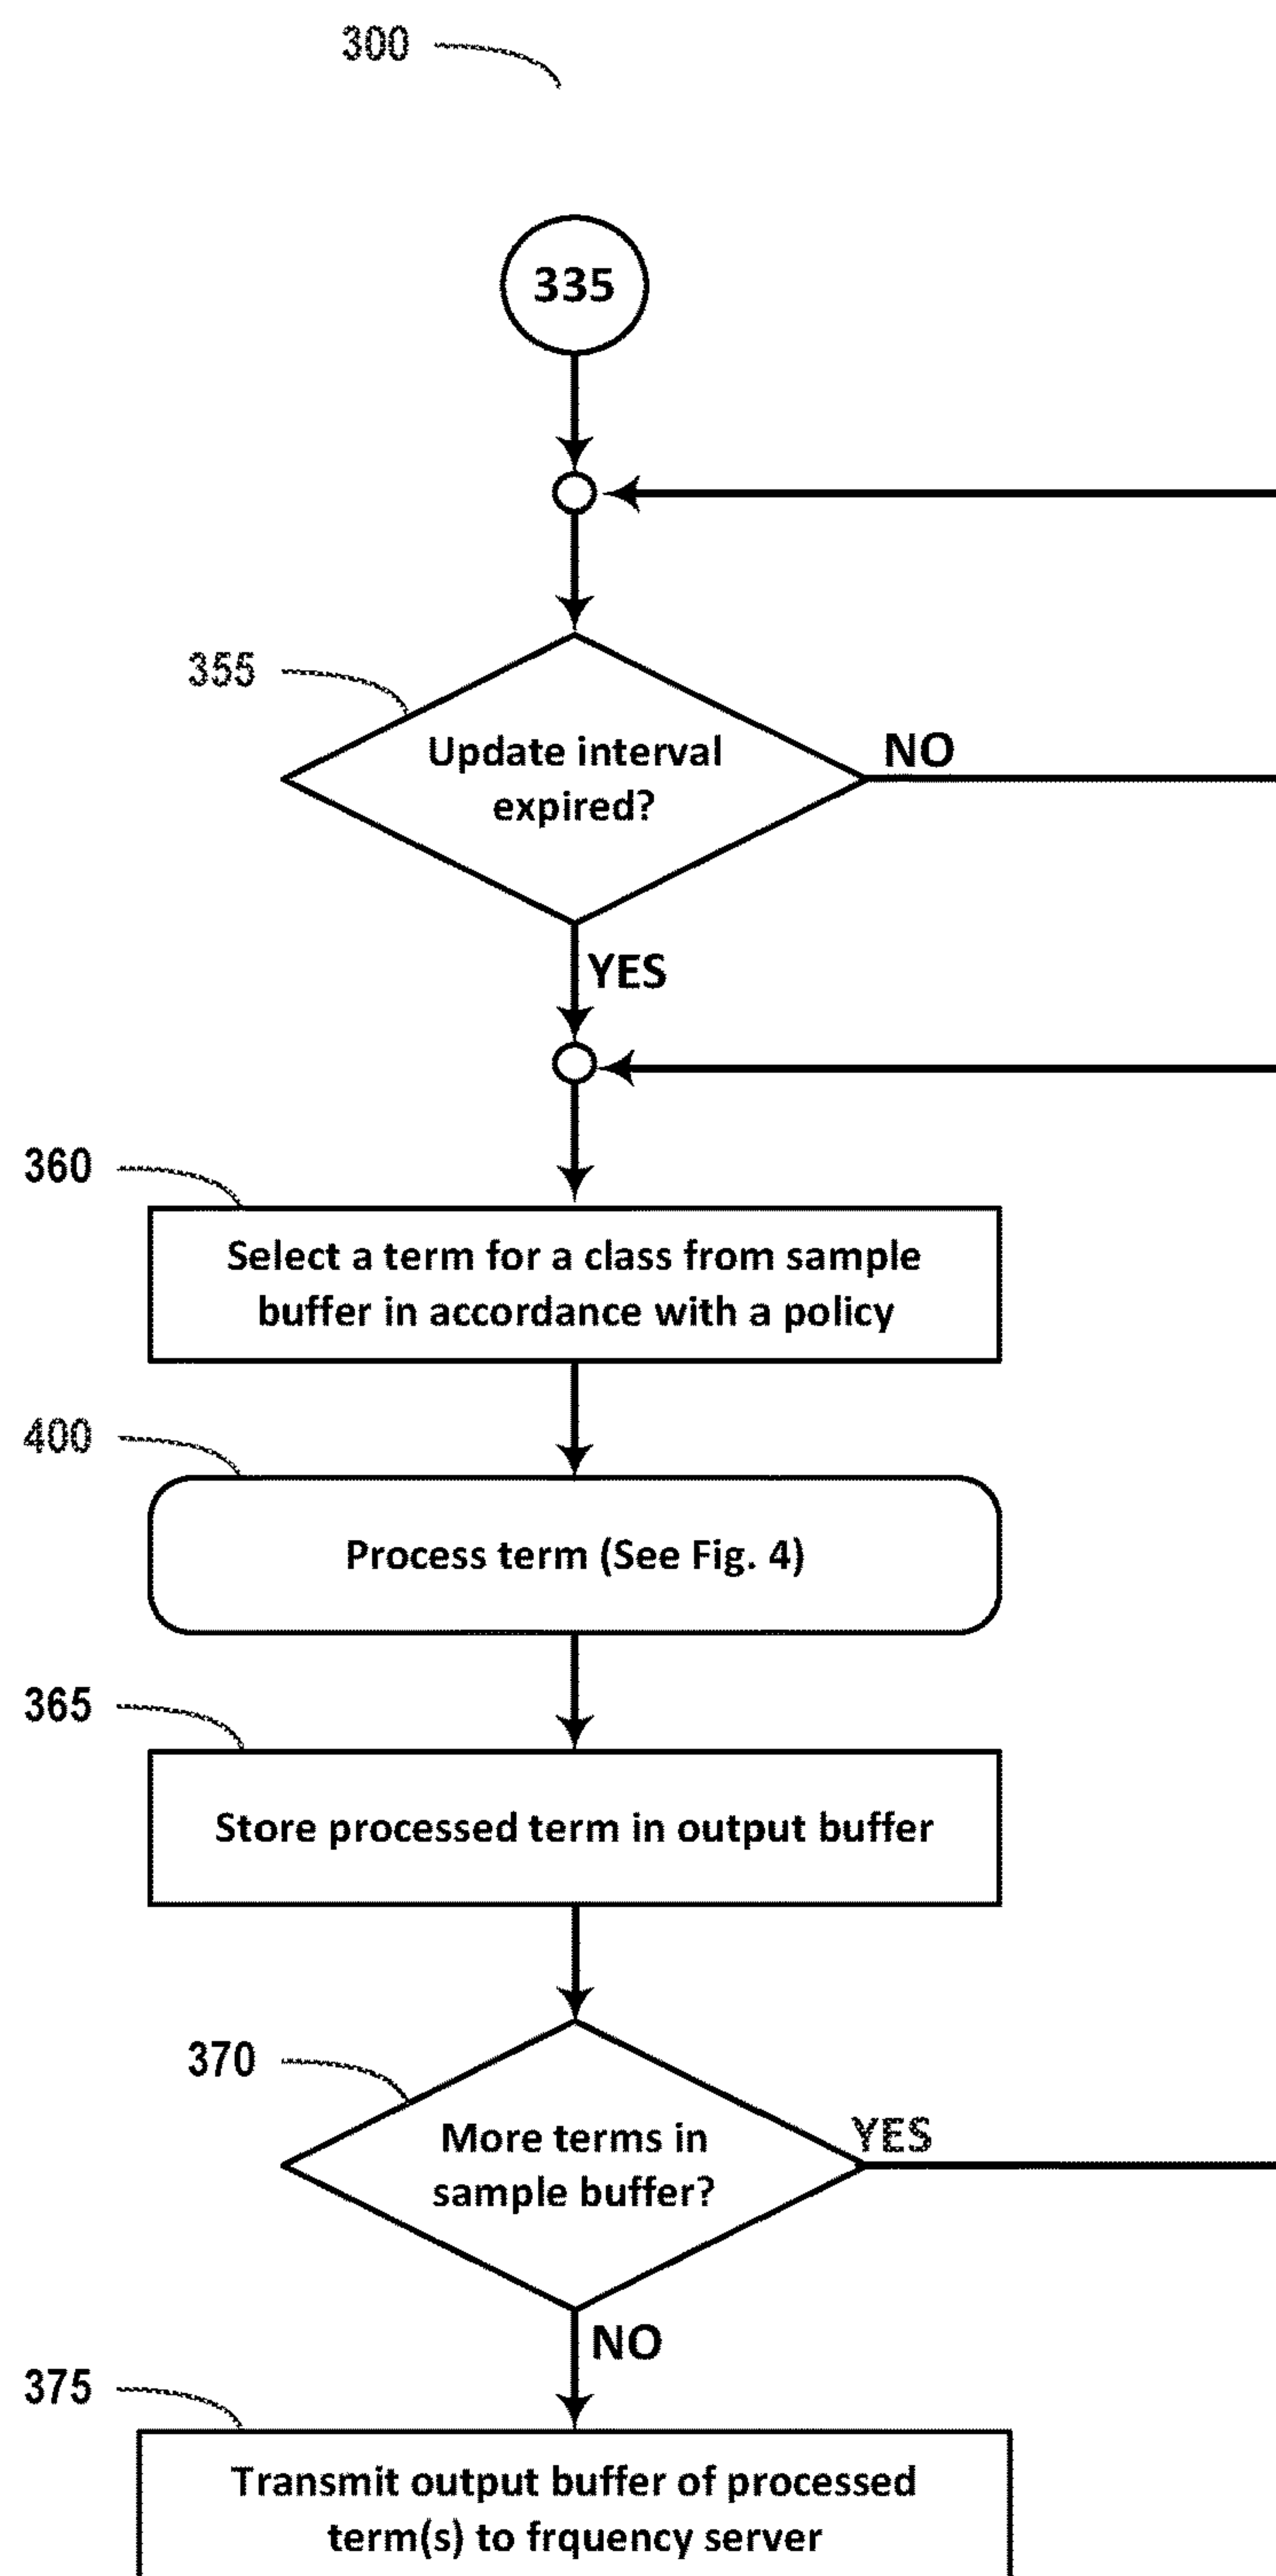 300
335
355
Update interval
expired?
NO
YES
360
Select a term for a class from sample
buffer in accordance with a policy
400
Process term (See Fig. 4)
365
Store processed term in output buffer
370
More terms in
sample buffer?
YES
NO
375
Transmit output buffer of processed
term(s) to frquency server